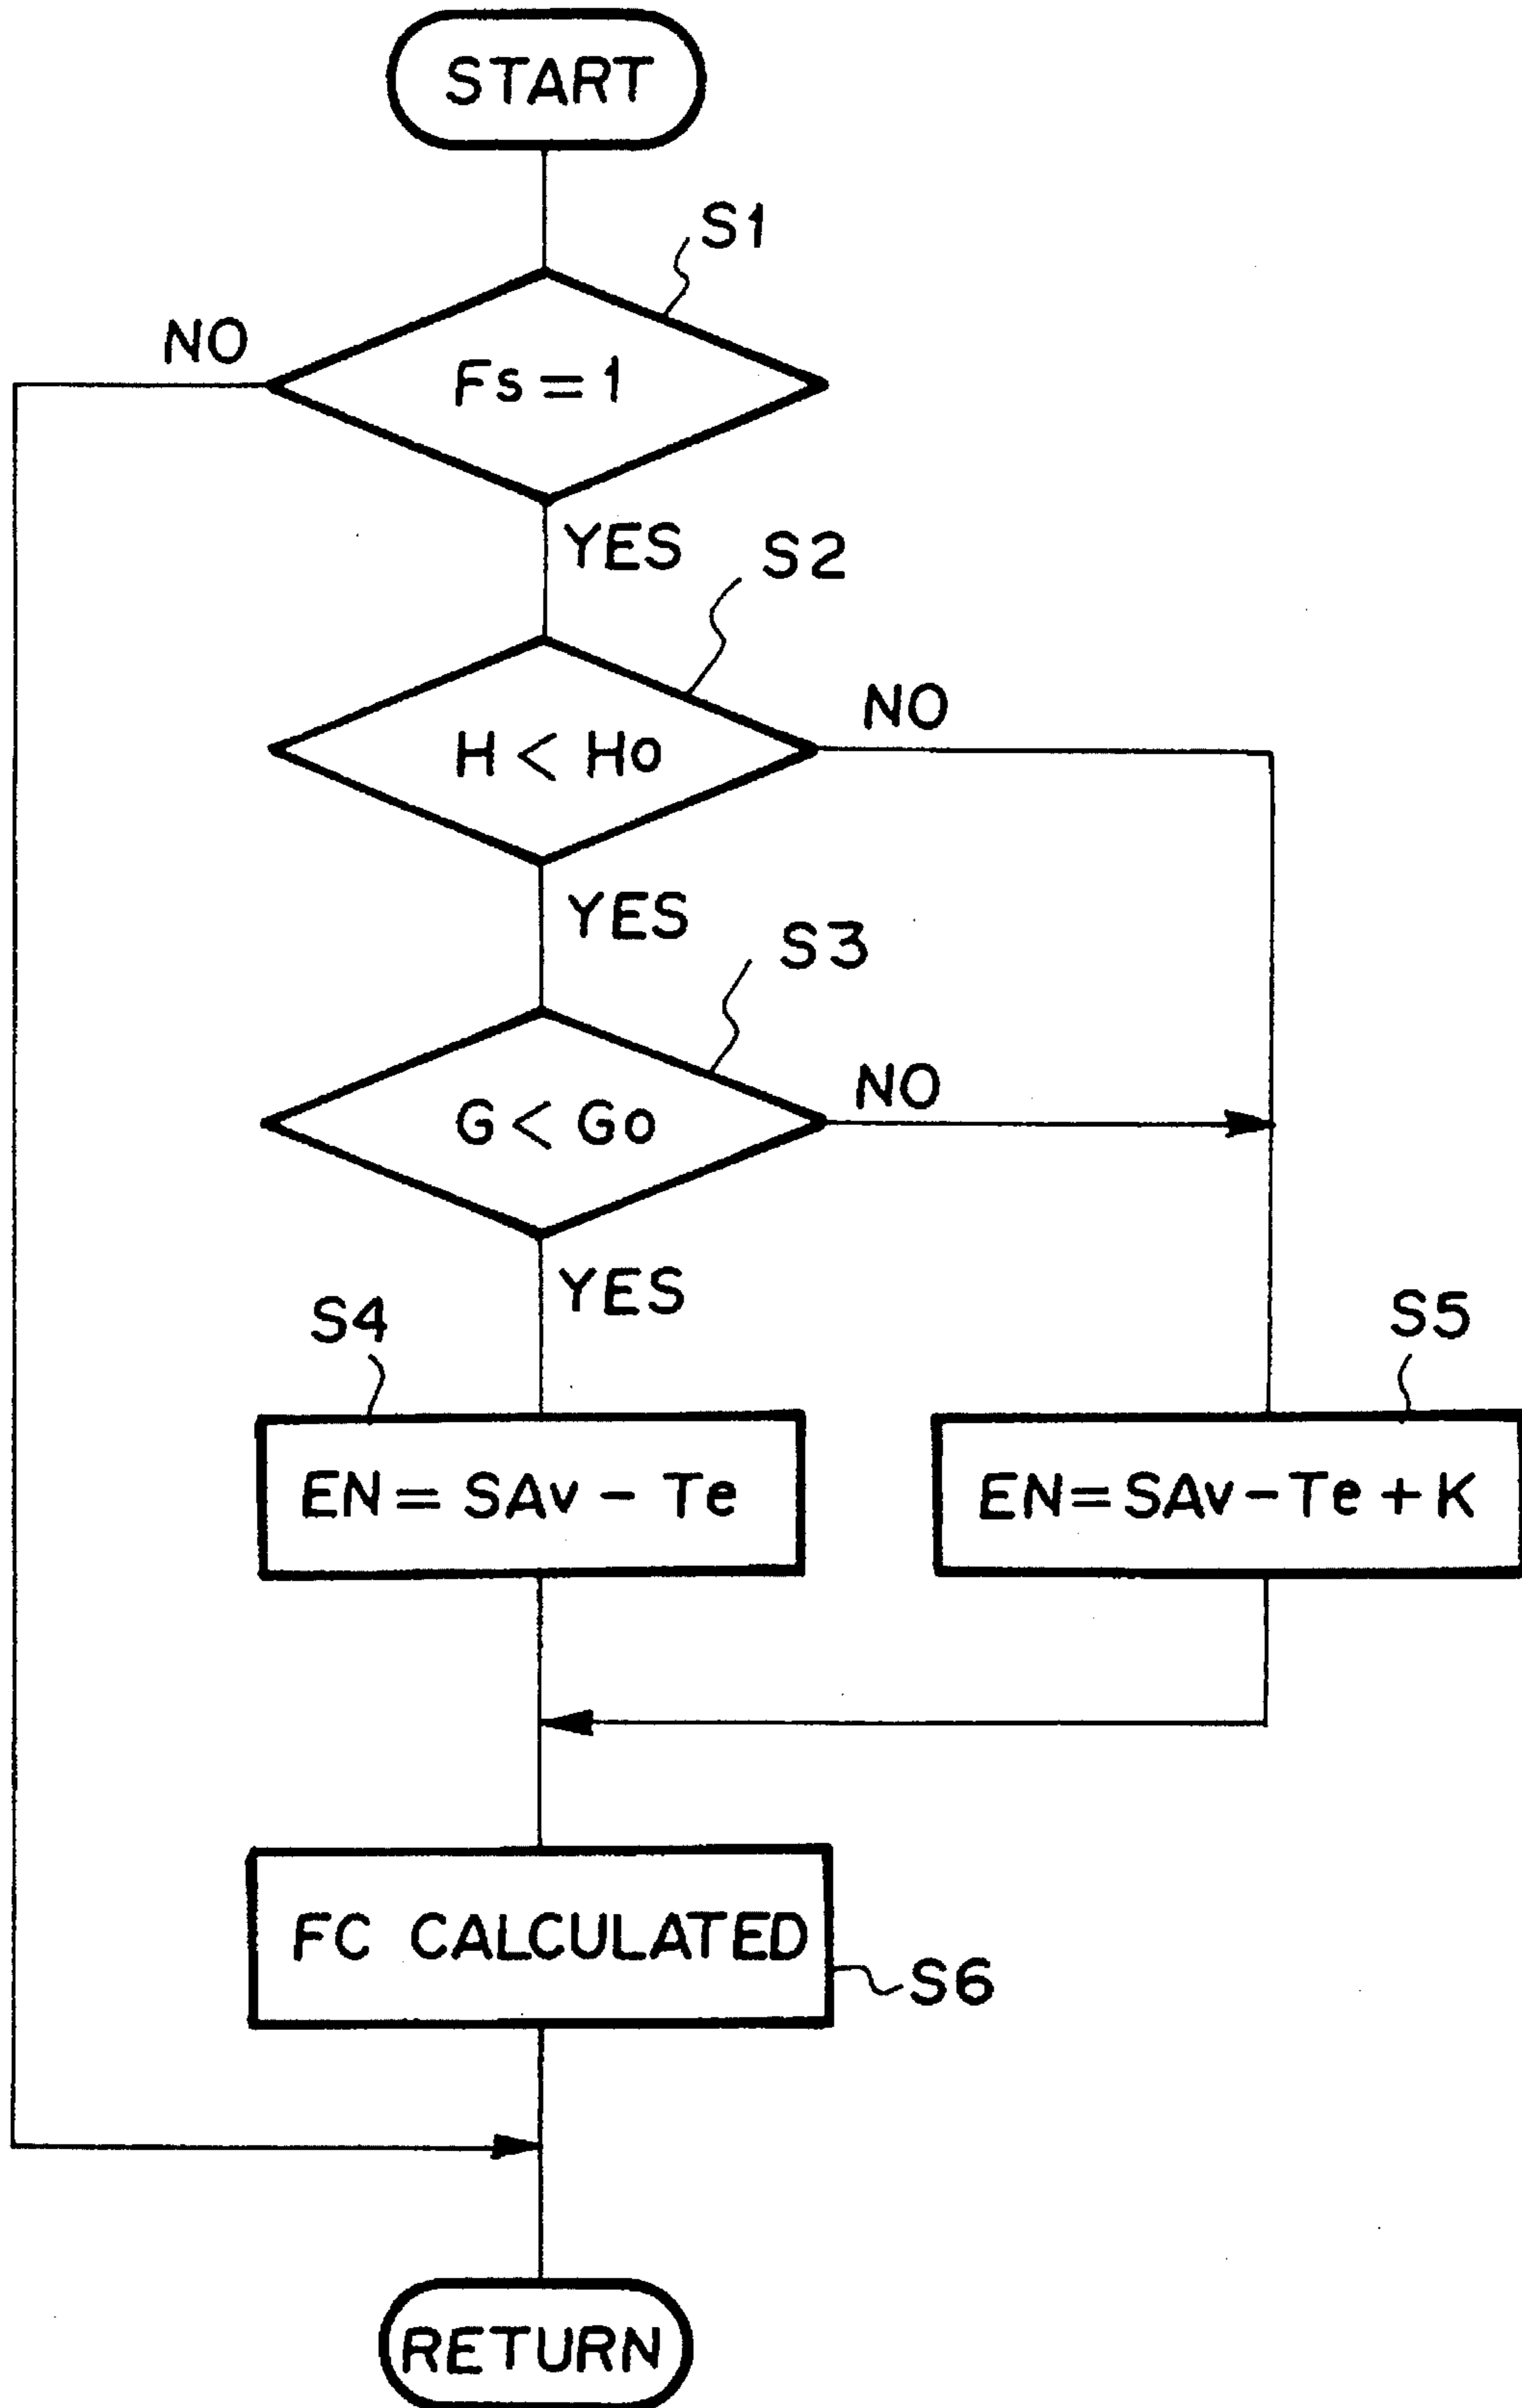 START
S1
NO
Fs = 1
YES
S2
NO
H < Ho
YES
S3
NO
G < Go
YES
S4
S5
EN = SAv - Te
EN = SAv - Te + K
FC CALCULATED
S6
RETURN